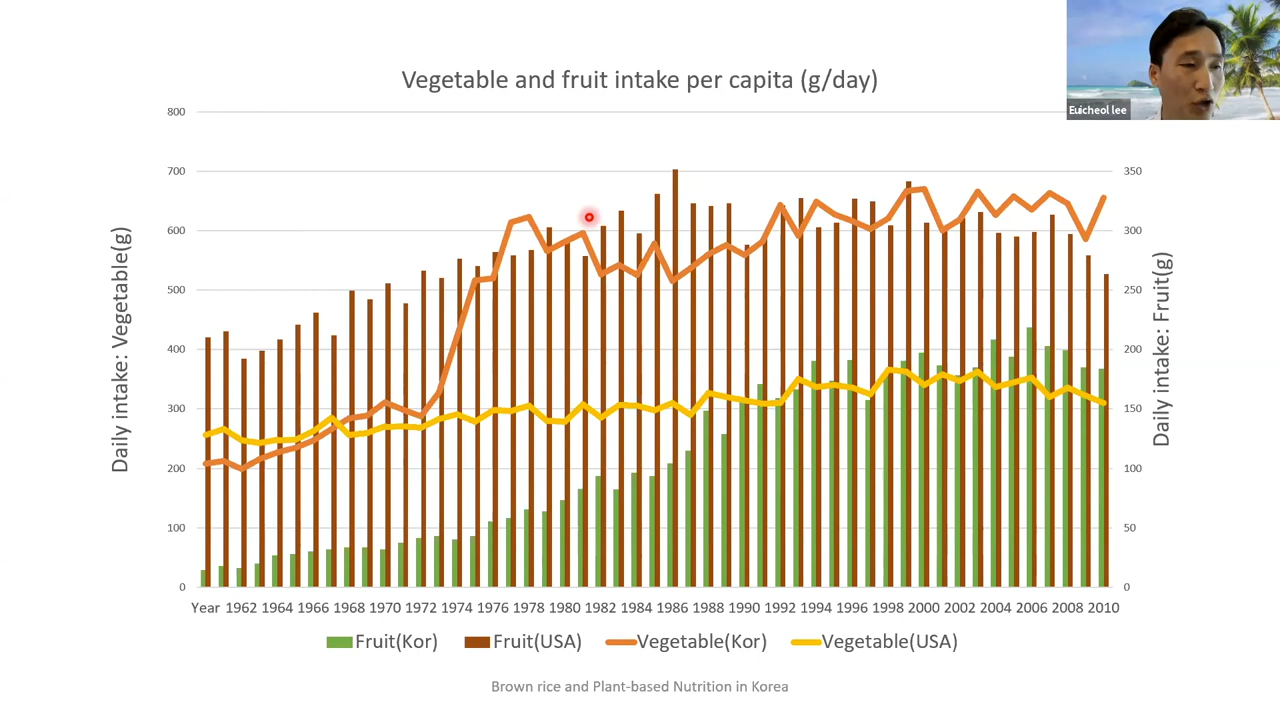 Euicheol lee
Vegetable and fruit intake per capita (g/day)
800
700
600
500
400
300
200
100
0
Daily intake: Vegetable(g)
350
300
250
200
150
100
50
0
Daily intake: Fruit(g)
Year 1962 1964 1966 1968 1970 1972 1974 1976 1978 1980 1982 1984 1986 1988 1990 1992 1994 1996 1998 2000 2002 2004 2006 2008 2010
Fruit(Kor) Fruit(USA) Vegetable(Kor) Vegetable(USA)
Brown rice and Plant-based Nutrition in Korea